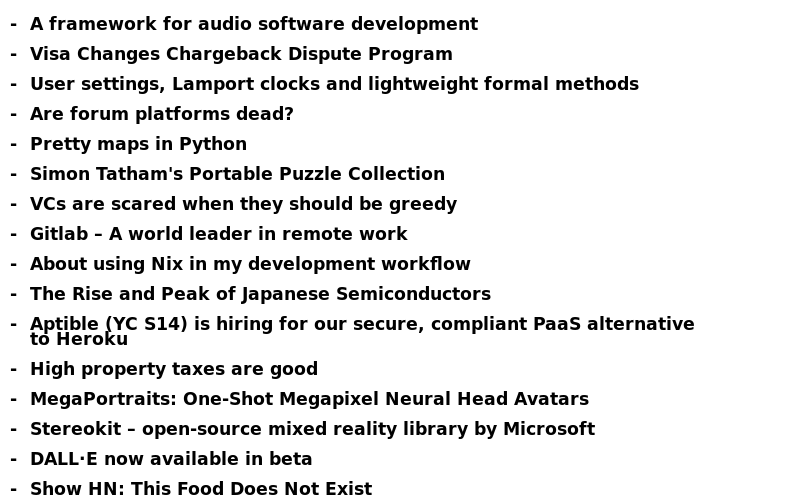 - A framework for audio software development
- Visa Changes Chargeback Dispute Program
- User settings, Lamport clocks and lightweight formal methods
- Are forum platforms dead?
- Pretty maps in Python
- Simon Tatham's Portable Puzzle Collection
- VCs are scared when they should be greedy
- Gitlab – A world leader in remote work
- About using Nix in my development workflow
- The Rise and Peak of Japanese Semiconductors
- Aptible (YC S14) is hiring for our secure, compliant PaaS alternative
to Heroku
- High property taxes are good
- MegaPortraits: One-Shot Megapixel Neural Head Avatars
- Stereokit – open-source mixed reality library by Microsoft
- DALL·E now available in beta
- Show HN: This Food Does Not Exist